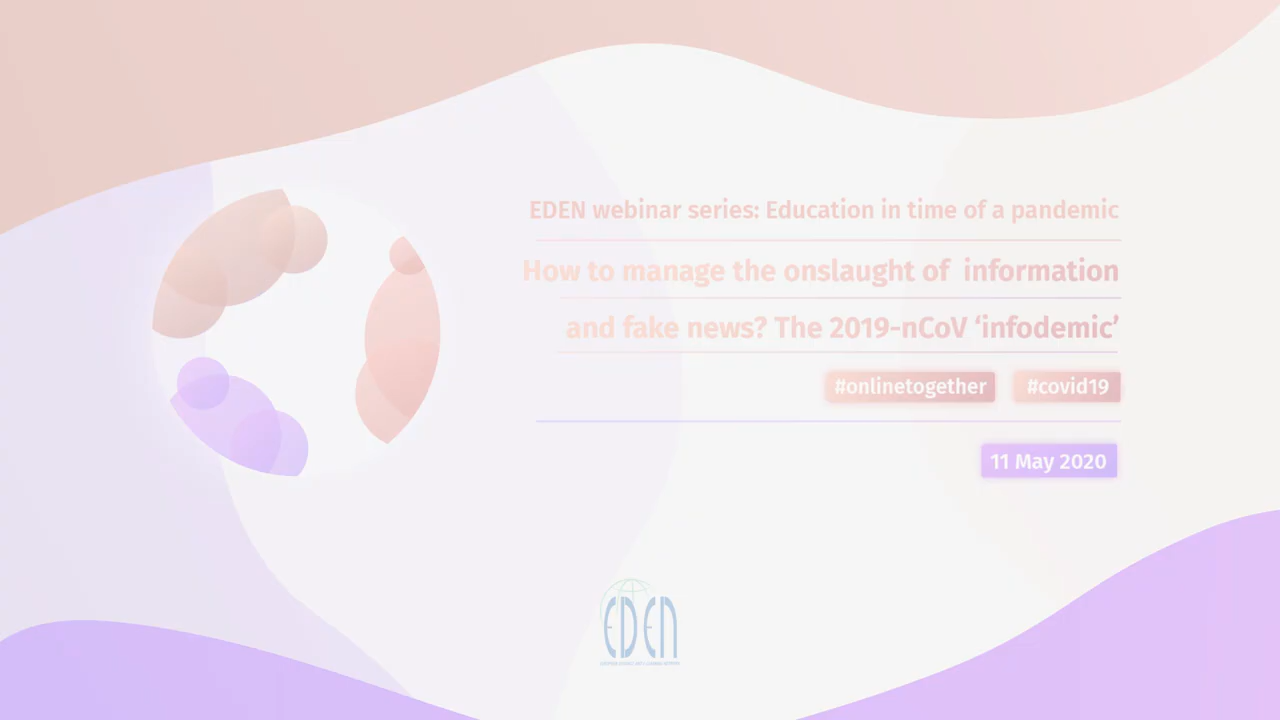 EDEN webinar series: Education in time of a pandemic
How to manage the onslaught of information
and fake news? The 2019-nCoV ‘infodemic’
#onlinetogether #covid19
11 May 2020
EDEN